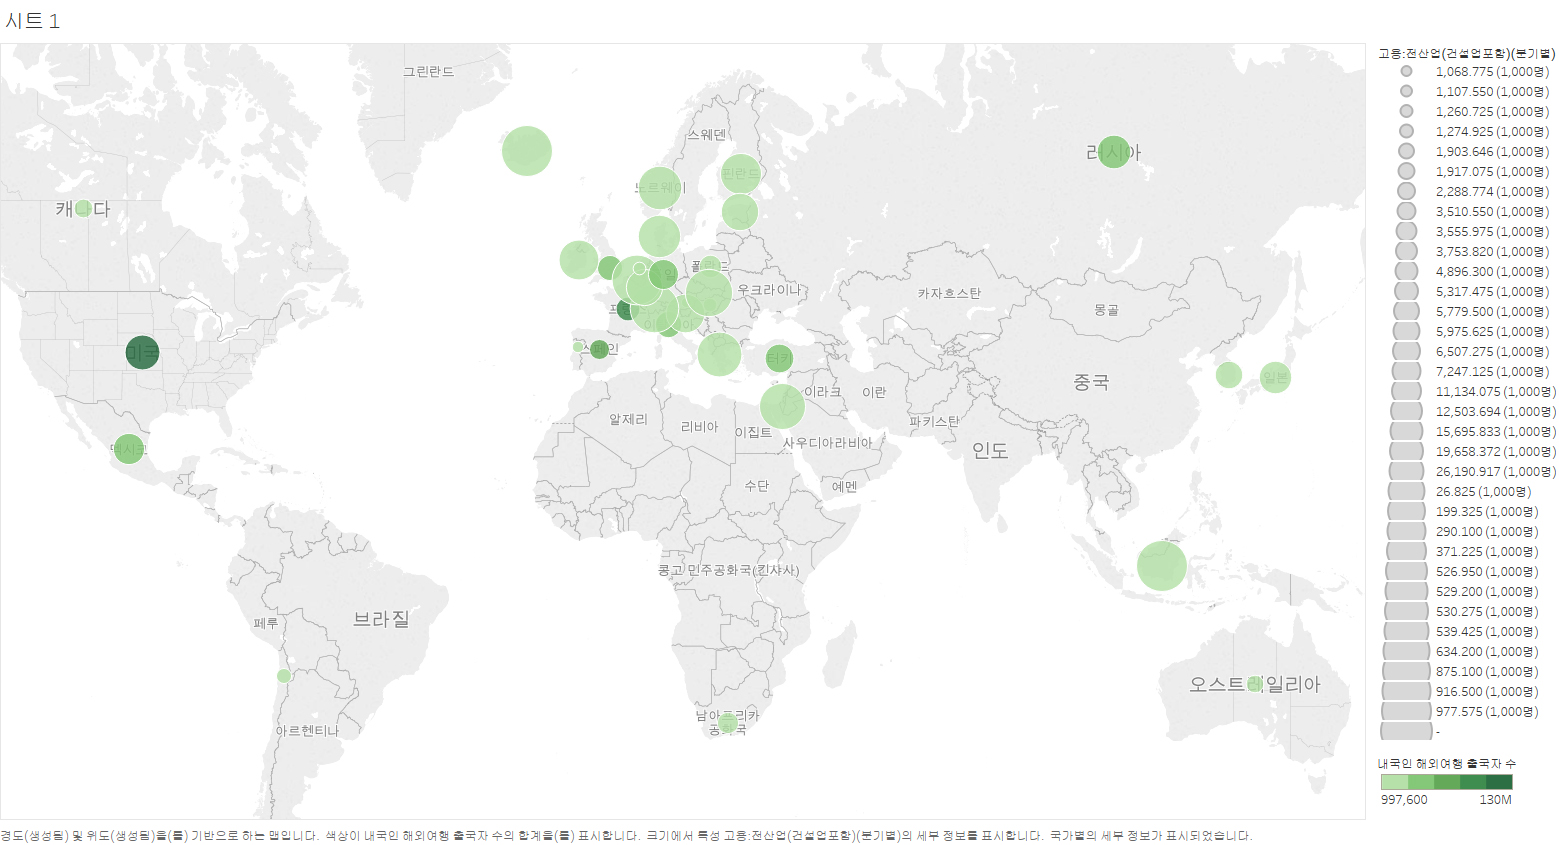 시트 1
그린란드
스웨덴
러시아
노르웨이
핀란드
캐나다
폴란드
우크라이나
카자흐스탄
몽골
미국
스페인
터키
일본
이라크
이란
중국
알제리
리비아
이집트
파키스탄
멕시코
사우디아라비아
인도
수단
예멘
콩고 민주공화국(킨샤사)
브라질
페루
오스트레일리아
남아프리카
공화국
아르헨티나
고용:전산업(건설업포함)(분기별)
1,068.775 (1,000명)
1,107.550 (1,000명)
1,260.725 (1,000명)
1,274.925 (1,000명)
1,903.646 (1,000명)
1,917.075 (1,000명)
2,288.774 (1,000명)
3,510.550 (1,000명)
3,555.975 (1,000명)
3,753.820 (1,000명)
4,896.300 (1,000명)
5,317.475 (1,000명)
5,779.500 (1,000명)
5,975.625 (1,000명)
6,507.275 (1,000명)
7,247.125 (1,000명)
11,134.075 (1,000명)
12,503.694 (1,000명)
15,695.833 (1,000명)
19,658.372 (1,000명)
26,190.917 (1,000명)
26.825 (1,000명)
199.325 (1,000명)
290.100 (1,000명)
371.225 (1,000명)
526.950 (1,000명)
529.200 (1,000명)
530.275 (1,000명)
539.425 (1,000명)
634.200 (1,000명)
875.100 (1,000명)
916.500 (1,000명)
977.575 (1,000명)
-
내국인 해외여행 출국자 수
997,600 130M
경도(생성됨) 및 위도(생성됨)을(를) 기반으로 하는 맵입니다. 색상이 내국인 해외여행 출국자 수의 합계을(를) 표시합니다. 크기에서 특성 고용:전산업(건설업포함)(분기별)의 세부 정보를 표시합니다. 국가별의 세부 정보가 표시되었습니다.